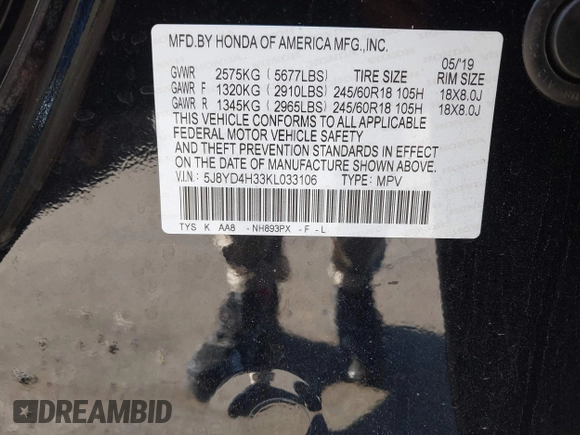 MFD.BY HONDA OF AMERICA MFG.,INC.
05/'19
GVWR 2575KG (5677LBS) TIRE SIZE RIM SIZE
GAWR F 1320KG (2910LBS) 245/60R18 105H 18X8.0J
GAWR R 1345KG (2965LBS) 245/60R18 105H 18X8.0J
THIS VEHICLE CONFORMS TO ALL APPLICABLE
FEDERAL MOTOR VEHICLE SAFETY
AND THEFT PREVENTION STANDARDS IN EFFECT
ON THE DATE OF MANUFACTURE SHOWN ABOVE.
V.I.N.: 5J8YD4H33KL033106 TYPE: MPV
TYS K AA8 -NH893PX -F-L
DREAMBID